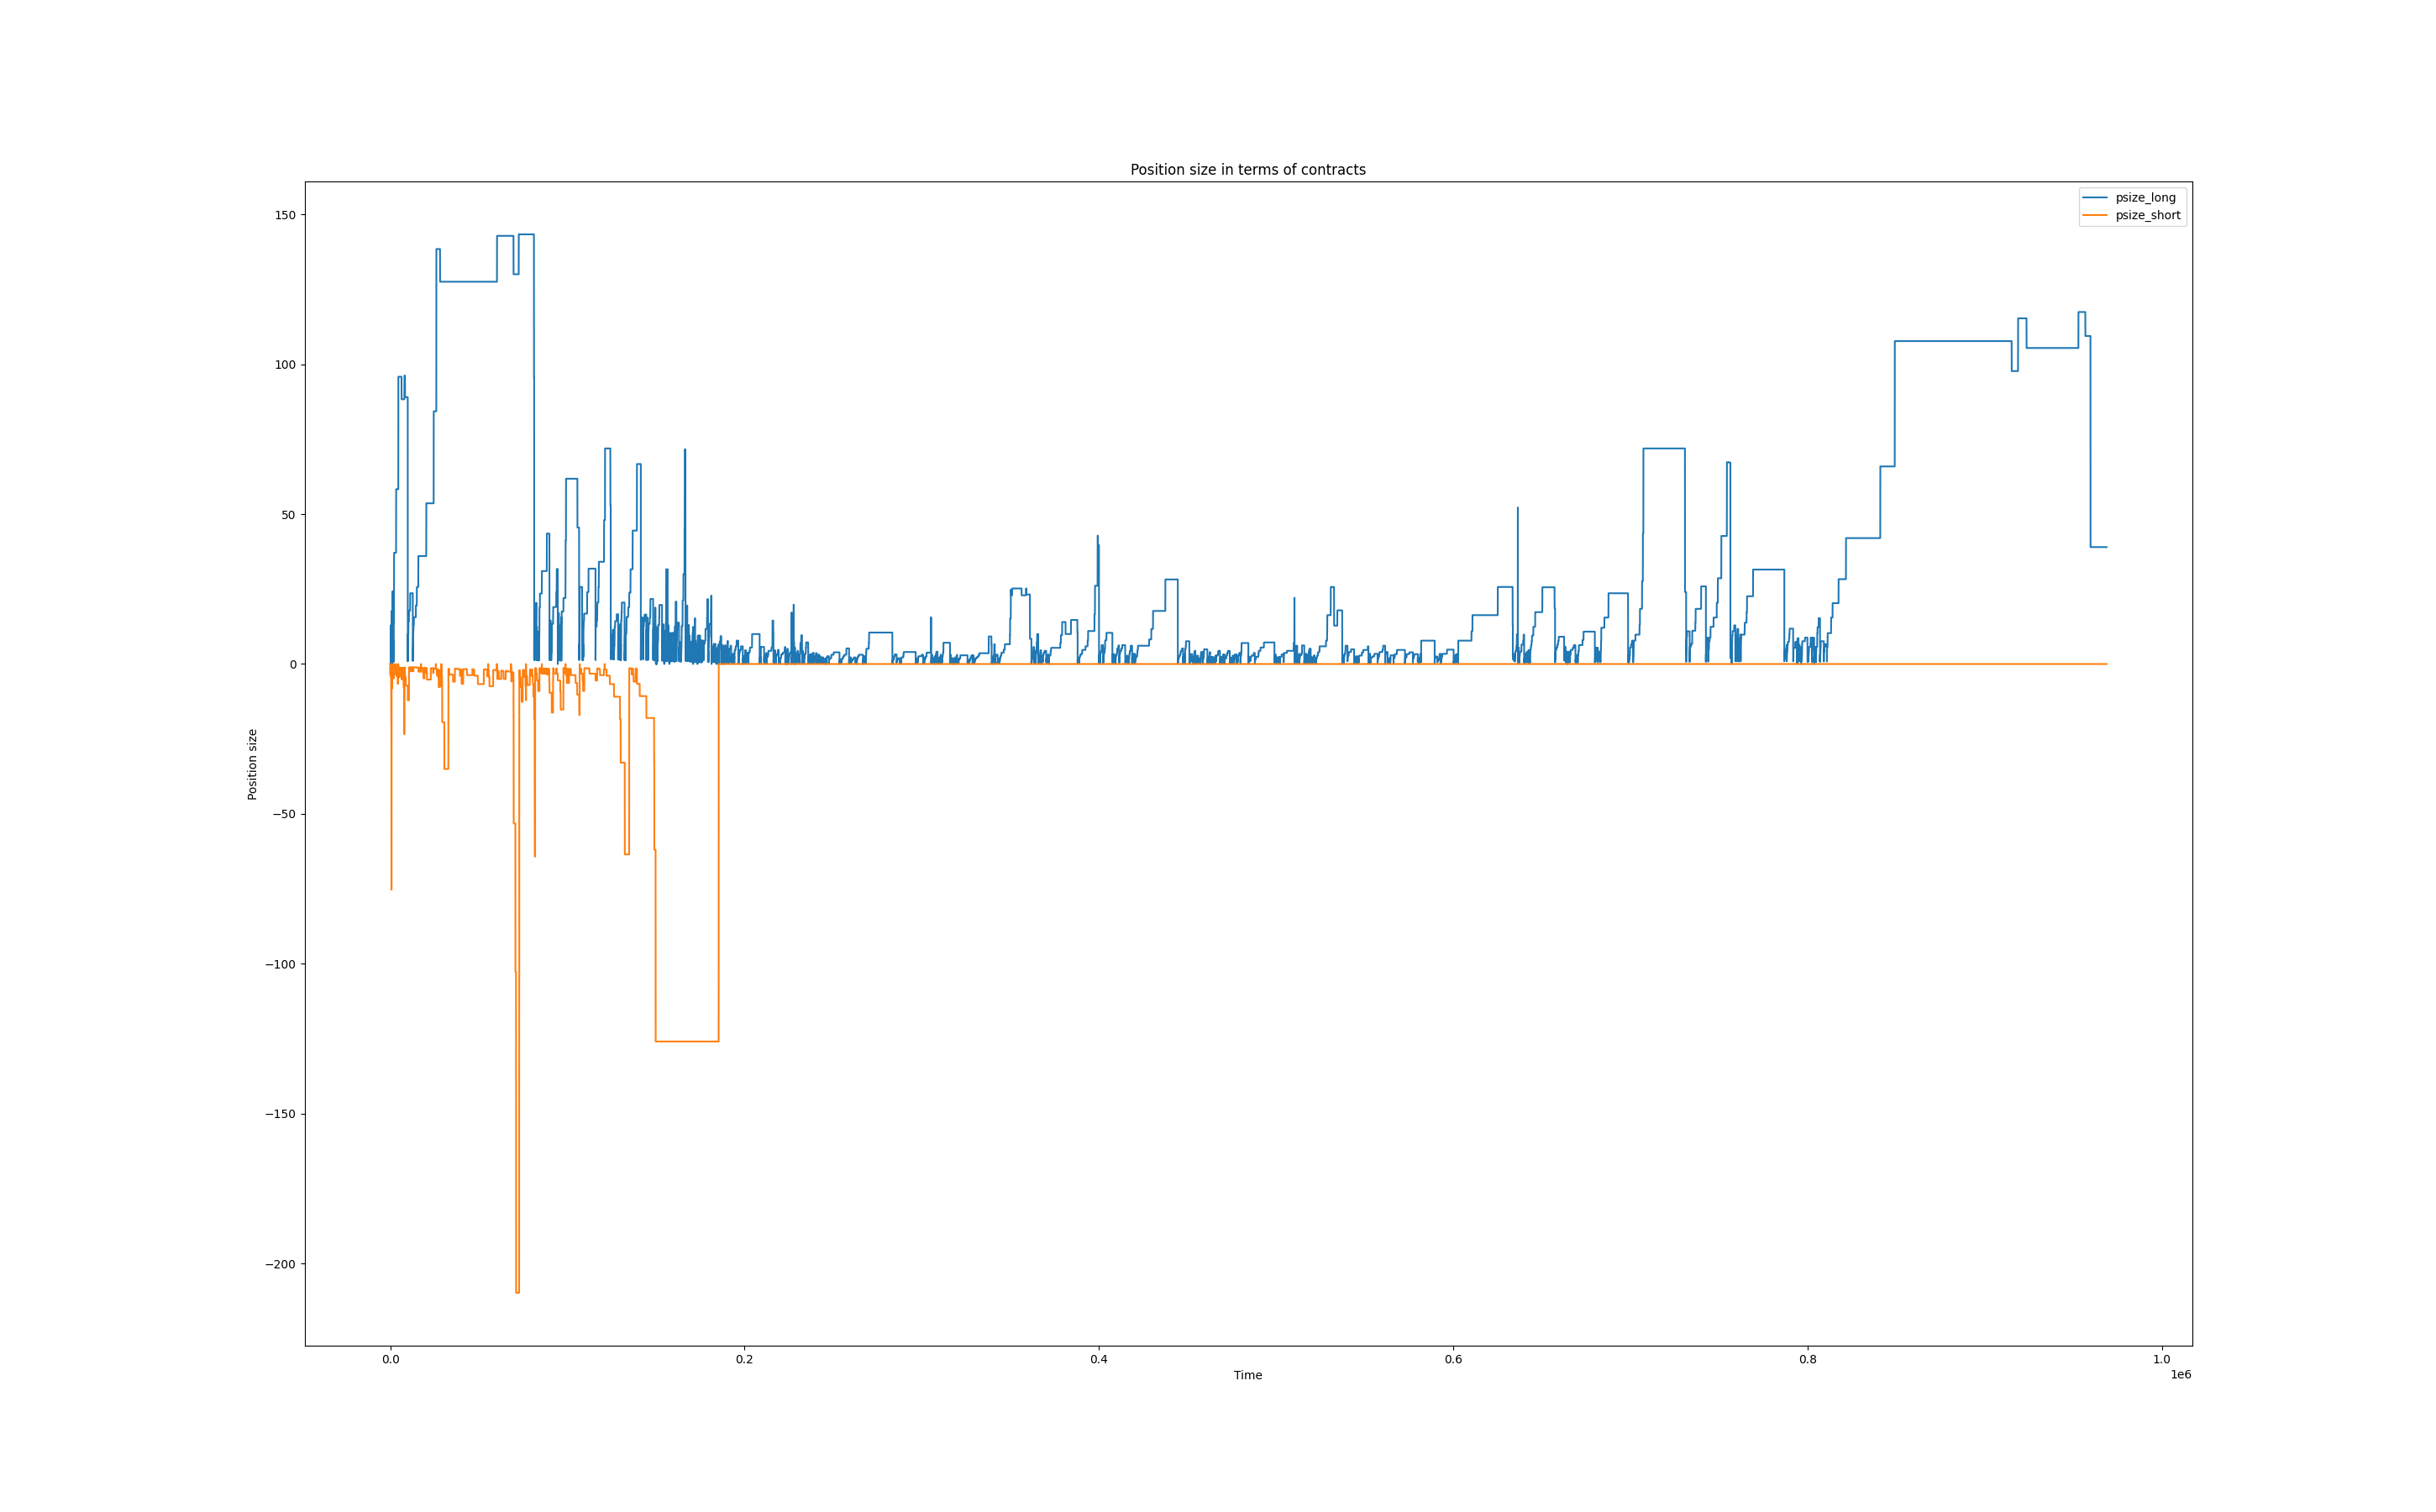 Position size in terms of contracts
psize_long
psize_short
150
100
50
0
−50
−100
−150
−200
Position size
0.0
0.2
0.4
0.6
0.8
1.0
1e6
Time